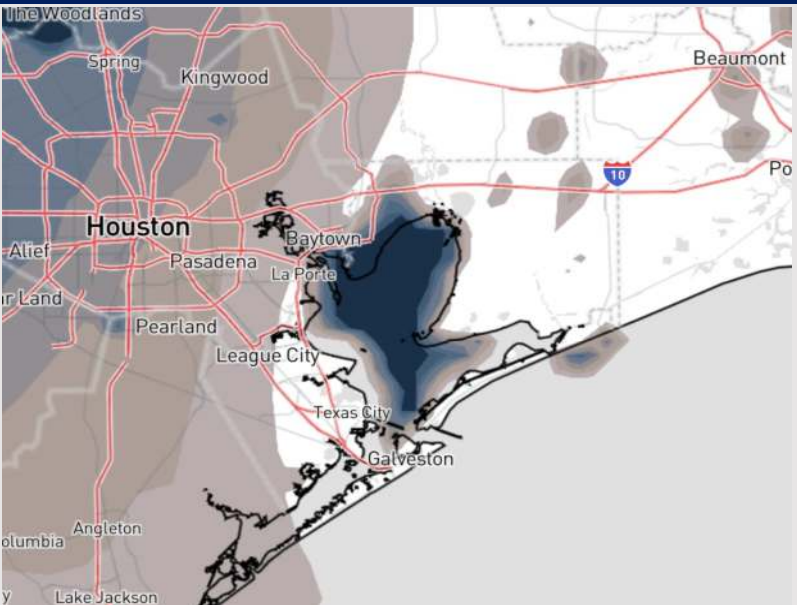 The Woodlands
Spring
Kingwood
Beaumont
10
Po
Houston
Baytown
Alief
Pasadena
La Porte
ar Land
Pearland
League City
Texas City
Galveston
Angleton
olumbia
y
Lake Jackson